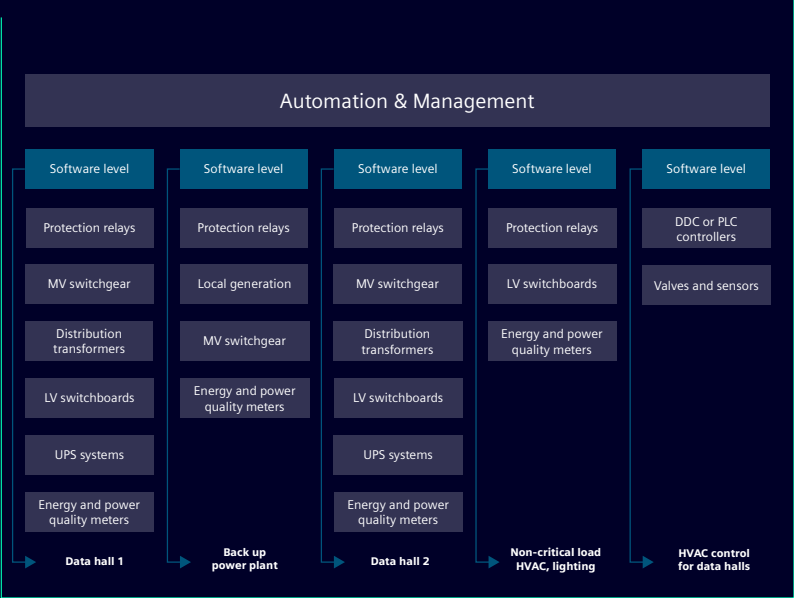 Automation & Management
Software level
Protection relays
MV switchgear
Distribution
transformers
LV switchboards
UPS systems
Energy and power
quality meters
Data hall 1
Software level
Protection relays
Local generation
MV switchgear
Energy and power
quality meters
Back up
power plant
Software level
Protection relays
MV switchgear
Distribution
transformers
LV switchboards
UPS systems
Energy and power
quality meters
Data hall 2
Software level
Protection relays
LV switchboards
Energy and power
quality meters
Non-critical load
HVAC, lighting
Software level
DDC or PLC
controllers
Valves and sensors
HVAC control
for data halls